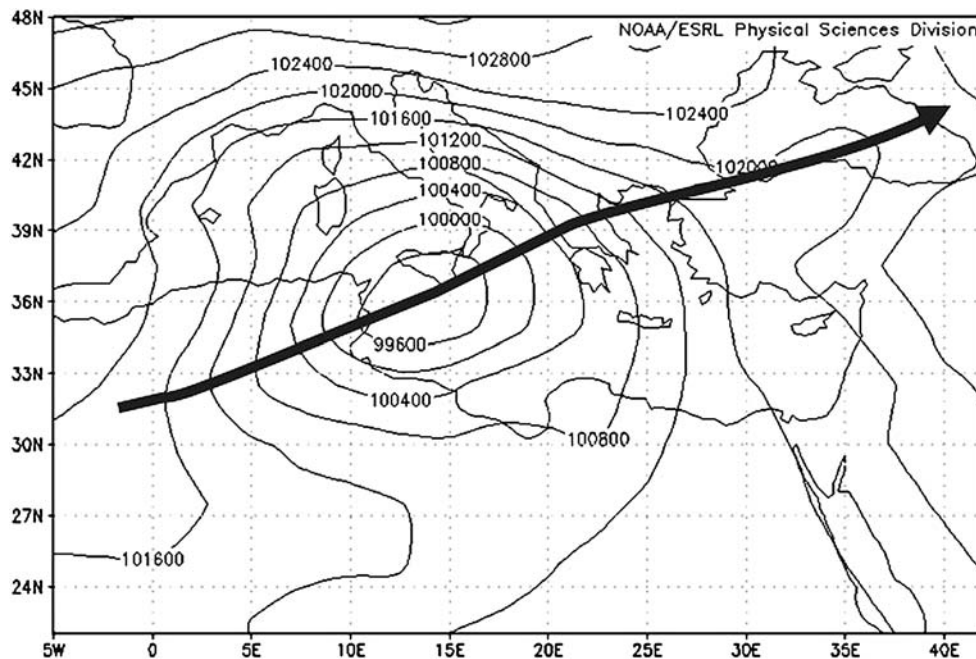 48N
NOAA/ESRL Physical Sciences Division
102800
102400
45N
102000
102400
101600
42N
101200
100800
102000
100400
100000
39N
36N
99600
33N
100400
100800
30N
27N
101600
24N
5W 0 5E 10E 15E 20E 25E 30E 35E 40E